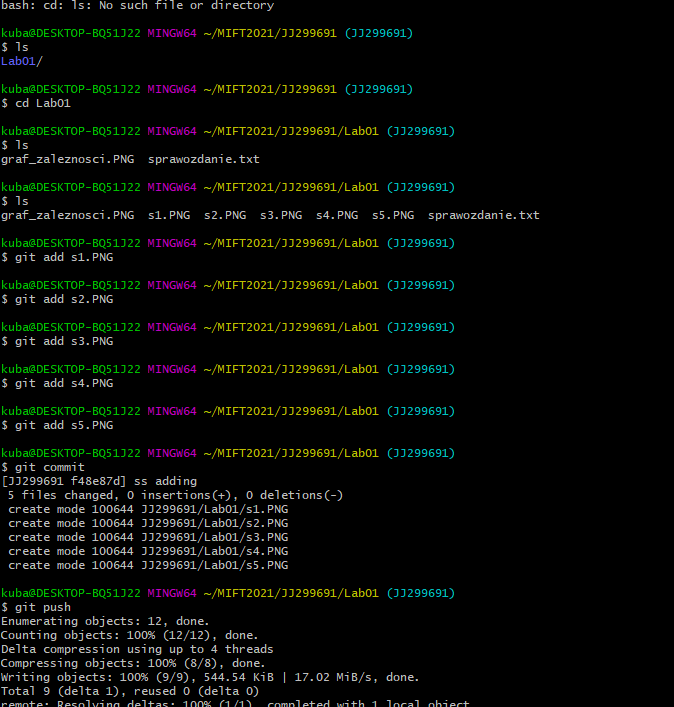 bash: cd: ls: No such file or directory
kuba@DESKTOP-BQ51J22 MINGW64 ~/MIFT2021/JJ299691 (JJ299691)
$ ls
Lab01/
kuba@DESKTOP-BQ51J22 MINGW64 ~/MIFT2021/JJ299691 (JJ299691)
$ cd Lab01
kuba@DESKTOP-BQ51J22 MINGW64 ~/MIFT2021/JJ299691/Lab01 (JJ299691)
$ ls
graf_zaleznosci.PNG  sprawozdanie.txt
kuba@DESKTOP-BQ51J22 MINGW64 ~/MIFT2021/JJ299691/Lab01 (JJ299691)
$ ls
graf_zaleznosci.PNG  s1.PNG  s2.PNG  s3.PNG  s4.PNG  s5.PNG  sprawozdanie.txt
kuba@DESKTOP-BQ51J22 MINGW64 ~/MIFT2021/JJ299691/Lab01 (JJ299691)
$ git add s1.PNG
kuba@DESKTOP-BQ51J22 MINGW64 ~/MIFT2021/JJ299691/Lab01 (JJ299691)
$ git add s2.PNG
kuba@DESKTOP-BQ51J22 MINGW64 ~/MIFT2021/JJ299691/Lab01 (JJ299691)
$ git add s3.PNG
kuba@DESKTOP-BQ51J22 MINGW64 ~/MIFT2021/JJ299691/Lab01 (JJ299691)
$ git add s4.PNG
kuba@DESKTOP-BQ51J22 MINGW64 ~/MIFT2021/JJ299691/Lab01 (JJ299691)
$ git add s5.PNG
kuba@DESKTOP-BQ51J22 MINGW64 ~/MIFT2021/JJ299691/Lab01 (JJ299691)
$ git commit
[JJ299691 f48e87d] ss adding
 5 files changed, 0 insertions(+), 0 deletions(-)
 create mode 100644 JJ299691/Lab01/s1.PNG
 create mode 100644 JJ299691/Lab01/s2.PNG
 create mode 100644 JJ299691/Lab01/s3.PNG
 create mode 100644 JJ299691/Lab01/s4.PNG
 create mode 100644 JJ299691/Lab01/s5.PNG
kuba@DESKTOP-BQ51J22 MINGW64 ~/MIFT2021/JJ299691/Lab01 (JJ299691)
$ git push
Enumerating objects: 12, done.
Counting objects: 100% (12/12), done.
Delta compression using up to 4 threads
Compressing objects: 100% (8/8), done.
Writing objects: 100% (9/9), 544.54 KiB | 17.02 MiB/s, done.
Total 9 (delta 1), reused 0 (delta 0)
remote: Resolving deltas: 100% (1/1), completed with 1 local object.